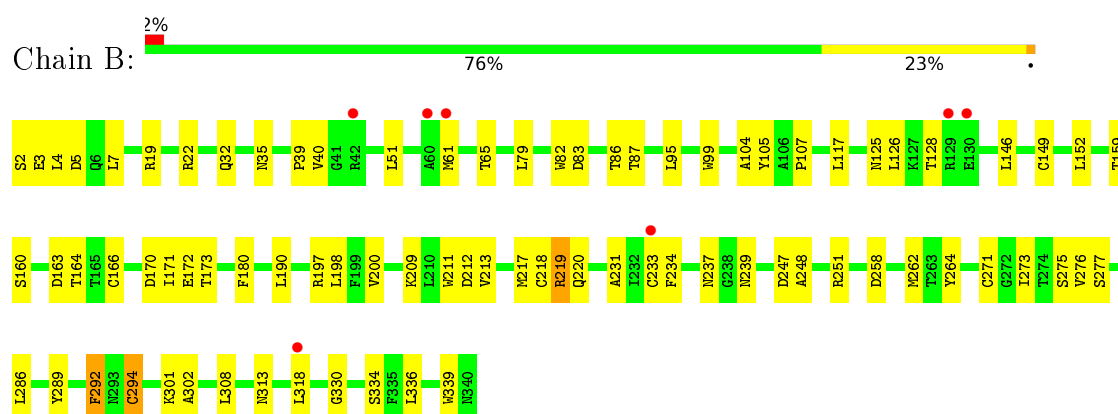 2%
Chain B:
76% 23% •
S2 E3 L4 D5 Q6 L7 R19 R22 Q32 N35 P39 V40 G41 R42 L51 A60 M61 T65 L79 W82 D83 T86 T87 L95 W99 A104 Y105 A106 P107 L117 N125 L126 K127 T128 R129 E130 L146 C149 L152 T159
S160 D163 T164 T165 C166 D170 I171 E172 T173 F180 L190 R197 L198 F199 V200 K209 L210 W211 D212 V213 M217 C218 R219 Q220 A231 I232 C233 F234 N237 G238 N239 D247 A248 R251 D258 M262 T263 Y264 C271 G272 I273 T274 S275 V276 S277
L286 Y289 F292 N293 C294 K301 A302 L308 N313 L318 G330 S334 F335 L336 W339 N340